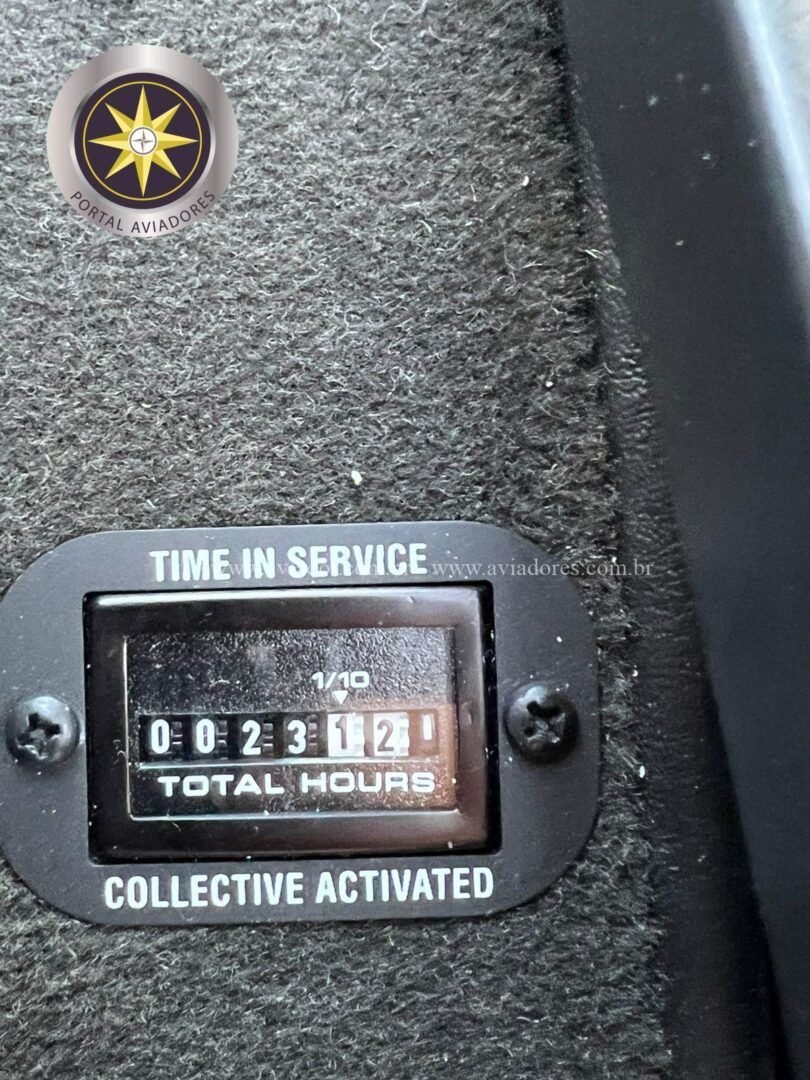 PORTAL AVIADORES
TIME IN SERVICE
www.aviadores.com.br
1/10
0 0 2 3 1 2
TOTAL HOURS
COLLECTIVE ACTIVATED